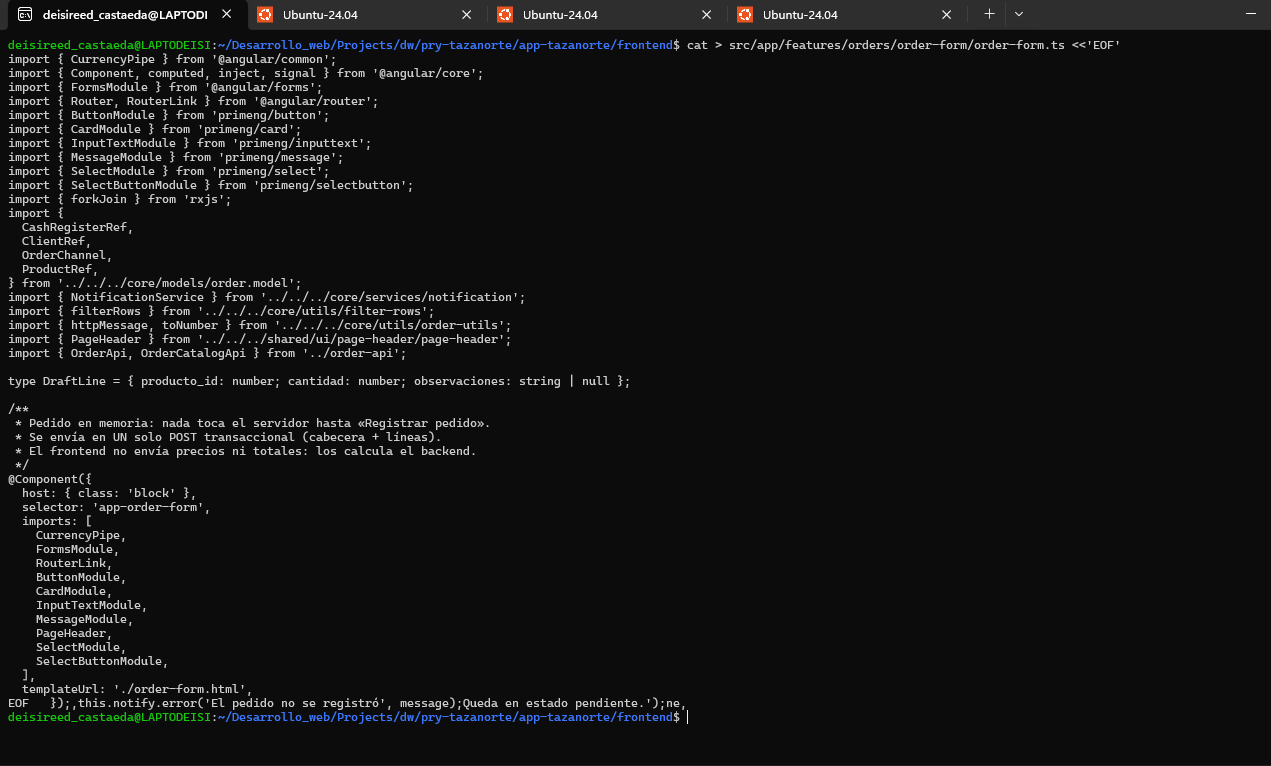 deisireed_castaeda@LAPTODI
Ubuntu-24.04
Ubuntu-24.04
Ubuntu-24.04
deisireed_castaeda@LAPTODEISI:~/Desarrollo_web/Projects/dw/pry-tazanorte/app-tazanorte/frontend$ cat > src/app/features/orders/order-form/order-form.ts <<'EOF'
import { CurrencyPipe } from '@angular/common';
import { Component, computed, inject, signal } from '@angular/core';
import { FormsModule } from '@angular/forms';
import { Router, RouterLink } from '@angular/router';
import { ButtonModule } from 'primeng/button';
import { CardModule } from 'primeng/card';
import { InputTextModule } from 'primeng/inputtext';
import { MessageModule } from 'primeng/message';
import { SelectModule } from 'primeng/select';
import { SelectButtonModule } from 'primeng/selectbutton';
import { forkJoin } from 'rxjs';
import {
  CashRegisterRef,
  ClientRef,
  OrderChannel,
  ProductRef,
} from '../../../core/models/order.model';
import { NotificationService } from '../../../core/services/notification';
import { filterRows } from '../../../core/utils/filter-rows';
import { httpMessage, toNumber } from '../../../core/utils/order-utils';
import { PageHeader } from '../../../shared/ui/page-header/page-header';
import { OrderApi, OrderCatalogApi } from '../order-api';

type DraftLine = { producto_id: number; cantidad: number; observaciones: string | null };

/**
 * Pedido en memoria: nada toca el servidor hasta «Registrar pedido».
 * Se envía en UN solo POST transaccional (cabecera + líneas).
 * El frontend no envía precios ni totales: los calcula el backend.
 */
@Component({
  host: { class: 'block' },
  selector: 'app-order-form',
  imports: [
    CurrencyPipe,
    FormsModule,
    RouterLink,
    ButtonModule,
    CardModule,
    InputTextModule,
    MessageModule,
    PageHeader,
    SelectModule,
    SelectButtonModule,
  ],
  templateUrl: './order-form.html',
EOF   });,this.notify.error('El pedido no se registró', message);Queda en estado pendiente.');ne,
deisireed_castaeda@LAPTODEISI:~/Desarrollo_web/Projects/dw/pry-tazanorte/app-tazanorte/frontend$